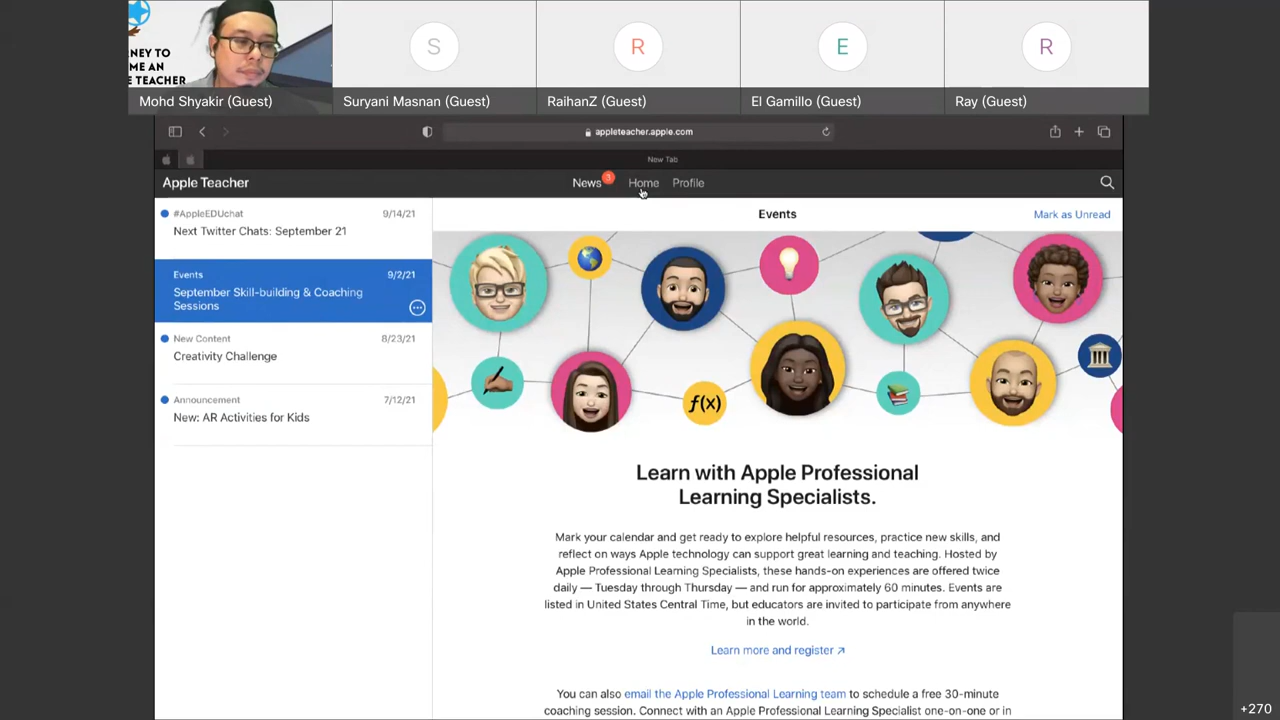 NEY TO
ME AN
E TEACHER
Mohd Shyakir (Guest)
S
Suryani Masnan (Guest)
R
RaihanZ (Guest)
E
El Gamillo (Guest)
R
Ray (Guest)
appleteacher.apple.com
New Tab
Apple Teacher
News
3
Home
Profile
#AppleEDUchat
9/14/21
Next Twitter Chats: September 21
Events
9/2/21
September Skill-building & Coaching
Sessions
New Content
8/23/21
Creativity Challenge
Announcement
7/12/21
New: AR Activities for Kids
Events
Mark as Unread
f(x)
Learn with Apple Professional
Learning Specialists.
Mark your calendar and get ready to explore helpful resources, practice new skills, and
reflect on ways Apple technology can support great learning and teaching. Hosted by
Apple Professional Learning Specialists, these hands-on experiences are offered twice
daily — Tuesday through Thursday — and run for approximately 60 minutes. Events are
listed in United States Central Time, but educators are invited to participate from anywhere
in the world.
Learn more and register ↗
You can also email the Apple Professional Learning team to schedule a free 30-minute
coaching session. Connect with an Apple Professional Learning Specialist one-on-one or in
+270